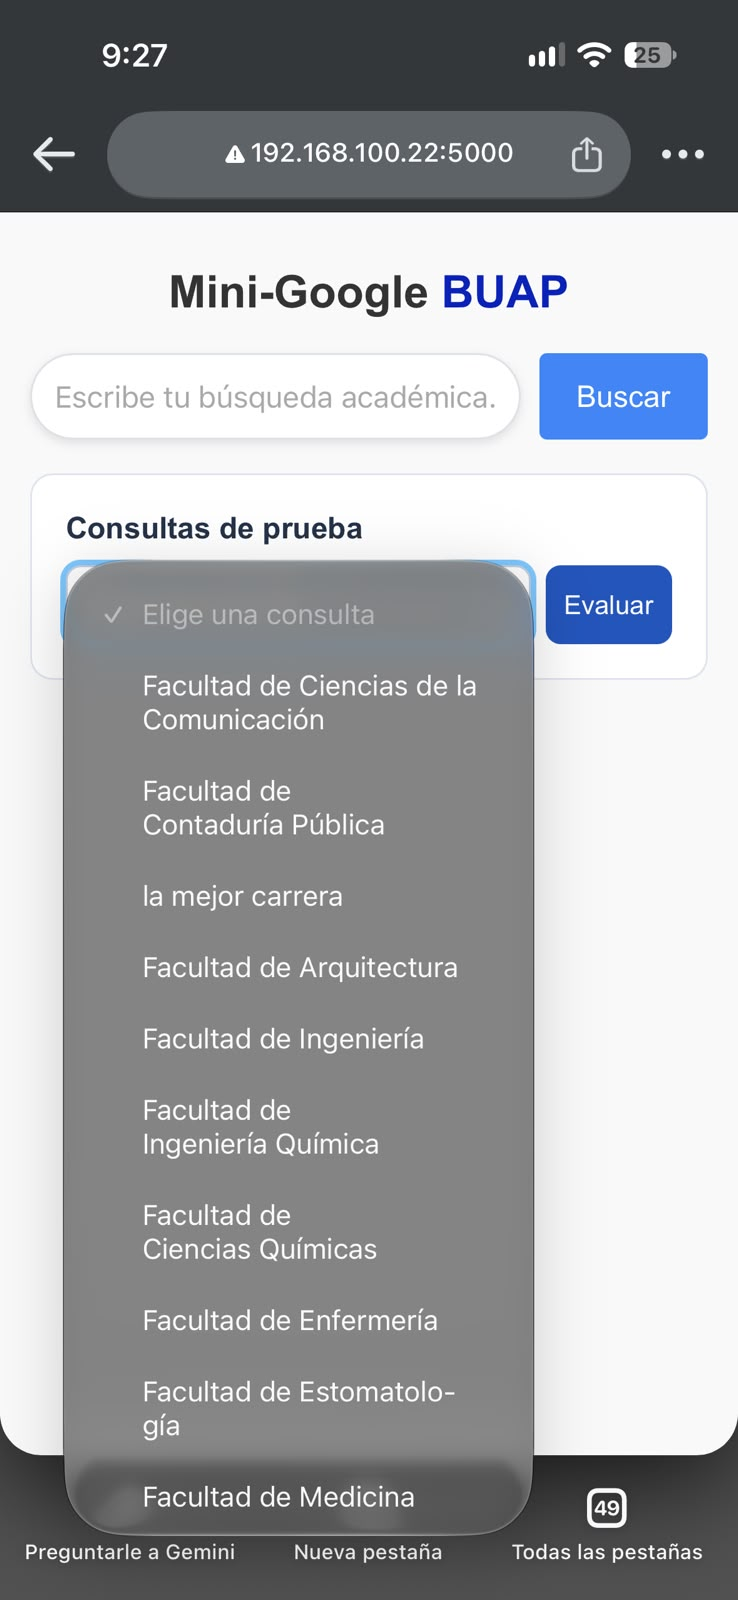 9:27
25
192.168.100.22:5000
Mini-Google BUAP
Escribe tu búsqueda académica.
Buscar
Consultas de prueba
Elige una consulta
Evaluar
Facultad de Ciencias de la
Comunicación
Facultad de
Contaduría Pública
la mejor carrera
Facultad de Arquitectura
Facultad de Ingeniería
Facultad de
Ingeniería Química
Facultad de
Ciencias Químicas
Facultad de Enfermería
Facultad de Estomatolo-
gía
Facultad de Medicina
49
Preguntarle a Gemini
Nueva pestaña
Todas las pestañas